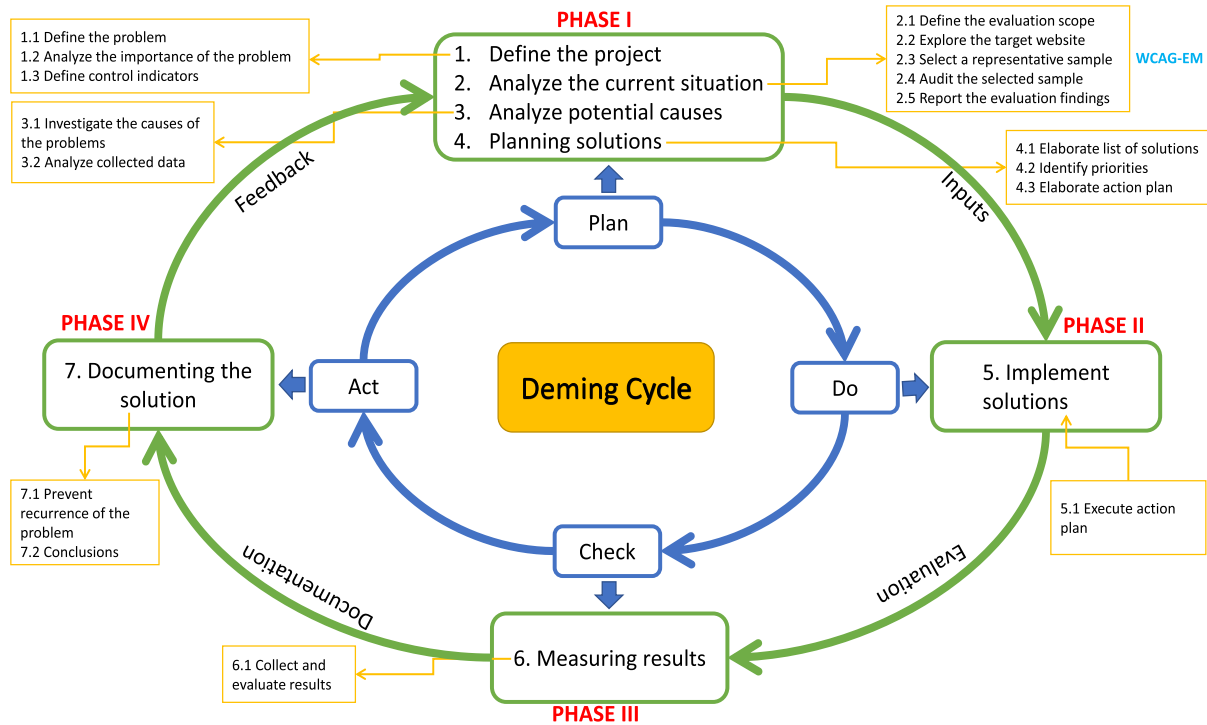 PHASE I
1.1 Define the problem
1.2 Analyze the importance of the problem
1.3 Define control indicators
1. Define the project
2. Analyze the current situation
3. Analyze potential causes
4. Planning solutions
2.1 Define the evaluation scope
2.2 Explore the target website
2.3 Select a representative sample
2.4 Audit the selected sample
2.5 Report the evaluation findings
WCAG-EM
3.1 Investigate the causes of
the problems
3.2 Analyze collected data
4.1 Elaborate list of solutions
4.2 Identify priorities
4.3 Elaborate action plan
Feedback
Inputs
Plan
PHASE IV
PHASE II
7. Documenting the
solution
Act
Deming Cycle
Do
5. Implement
solutions
7.1 Prevent
recurrence of the
problem
7.2 Conclusions
5.1 Execute action
plan
Check
Documentation
Evaluation
6. Measuring results
6.1 Collect and
evaluate results
PHASE III